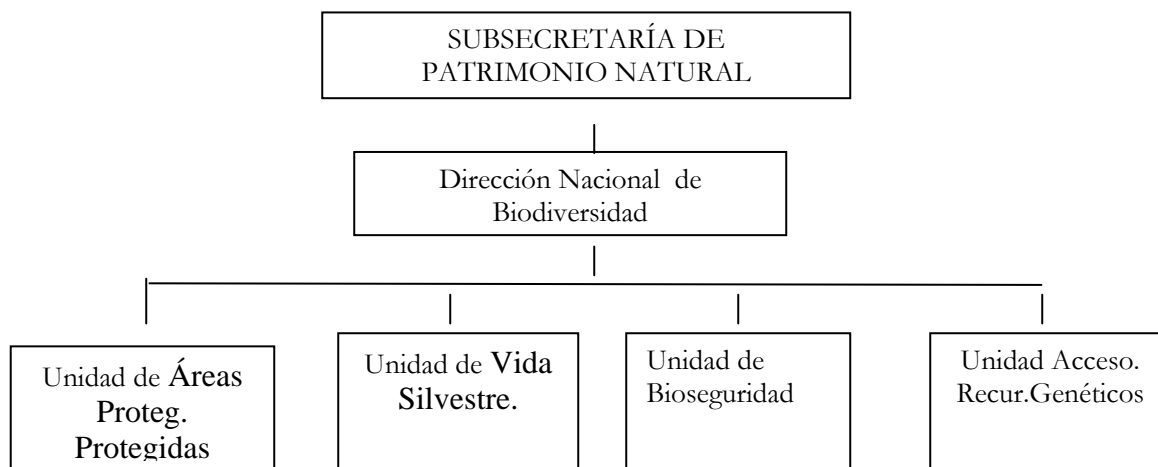 SUBSECRETARÍA DE
PATRIMONIO NATURAL
Dirección Nacional de
Biodiversidad
Unidad de Áreas
Proteg.
Protegidas
Unidad de Vida
Silvestre.
Unidad de
Bioseguridad
Unidad Acceso.
Recur.Genéticos